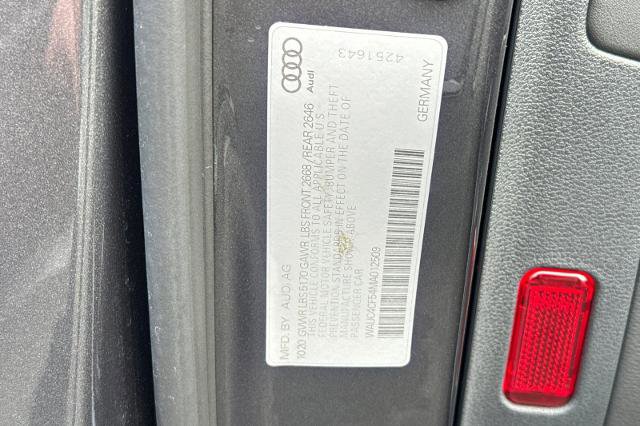 MFD. BY AUDI AG
10.20 GVWR LBS 5170 GAWR LBS FRONT 2668 / REAR 2646
THIS VEHICLE CONFORMS TO ALL APPLICABLE U.S.
FEDERAL MOTOR VEHICLE SAFETY, BUMPER AND THEFT
PREVENTION STANDARDS IN EFFECT ON THE DATE OF
MANUFACTURE SHOWN ABOVE.
PASSENGER CAR
WAUC4CF54MA012509
Audi
4251643
GERMANY